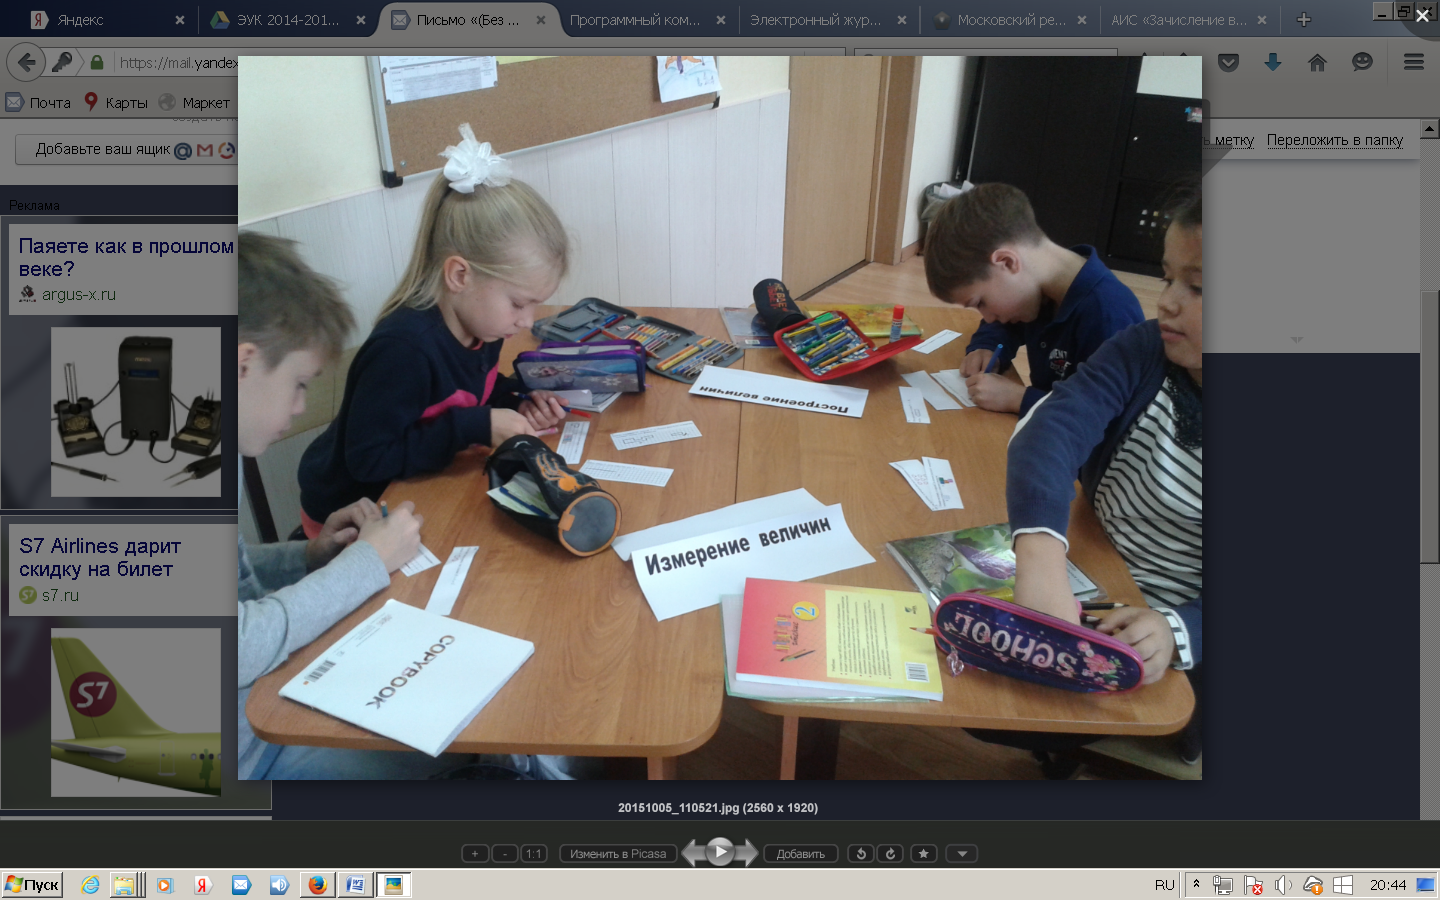 Яндекс
ЭУК 2014-201...
Письмо «(Без ...
Программный ком...
Электронный жур...
Московский ре...
АИС «Зачисление в...
https://mail.yandex
Почта
Карты
Маркет
Добавьте ваш ящик
метку
Переложить в папку
Реклама
Паяете как в прошлом
веке?
argus-x.ru
S7 Airlines дарит
скидку на билет
s7.ru
S7
Построение величин
Измерение величин
COPYBOOK
2
SCHOOL
20151005_110521.jpg (2560 x 1920)
+
-
1:1
Изменить в Picasa
Добавить
Пуск
RU
20:44